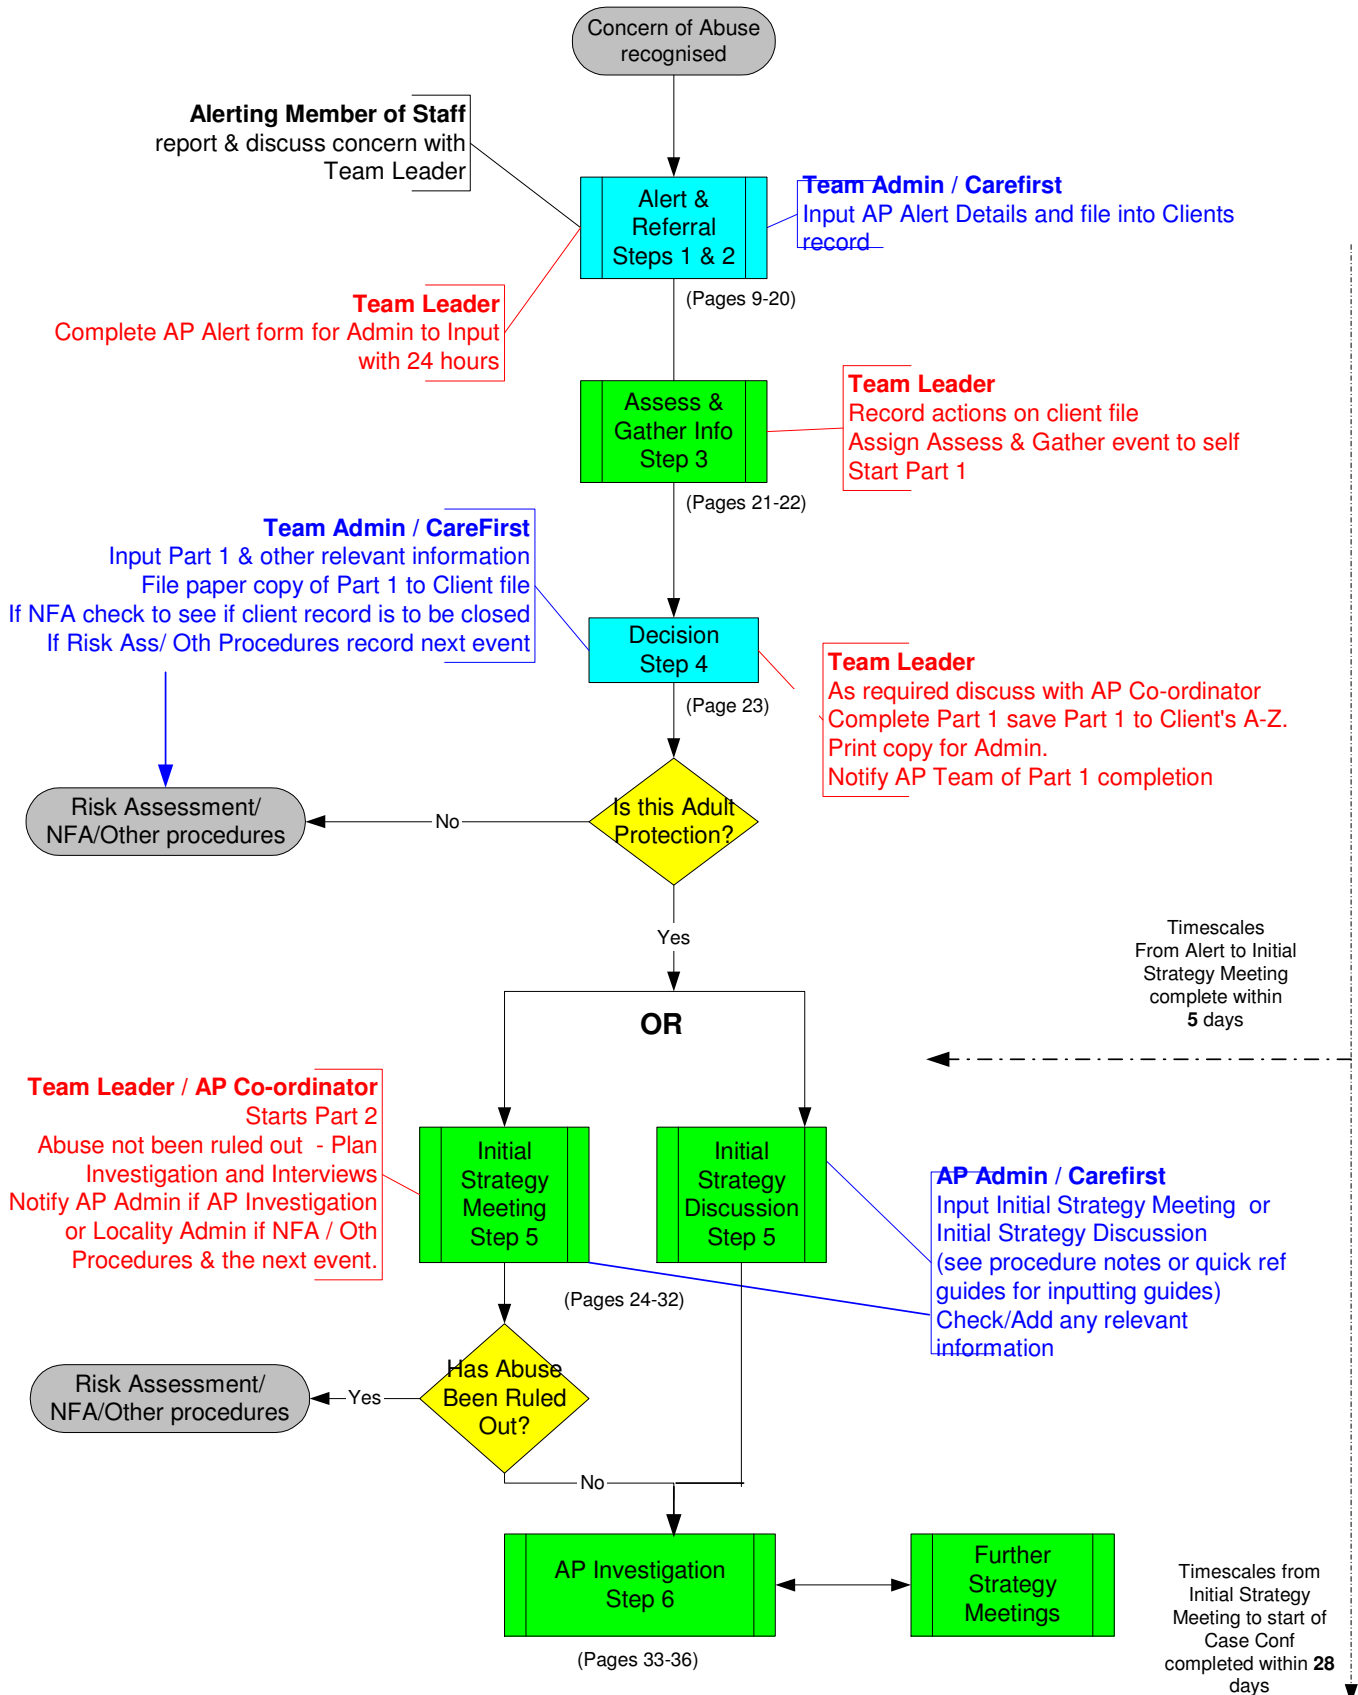 Concern of Abuse
recognised
Alerting Member of Staff
report & discuss concern with
Team Leader
Alert &
Referral
Steps 1 & 2
Team Admin / Carefirst
Input AP Alert Details and file into Clients
record
(Pages 9-20)
Team Leader
Complete AP Alert form for Admin to Input
with 24 hours
Assess &
Gather Info
Step 3
Team Leader
Record actions on client file
Assign Assess & Gather event to self
Start Part 1
(Pages 21-22)
Team Admin / CareFirst
Input Part 1 & other relevant information
File paper copy of Part 1 to Client file
If NFA check to see if client record is to be closed
If Risk Ass/ Oth Procedures record next event
Decision
Step 4
Team Leader
As required discuss with AP Co-ordinator
Complete Part 1 save Part 1 to Client's A-Z.
Print copy for Admin.
Notify AP Team of Part 1 completion
(Page 23)
Is this Adult
Protection?
No
Risk Assessment/
NFA/Other procedures
Yes
Timescales
From Alert to Initial
Strategy Meeting
complete within
5 days
OR
Team Leader / AP Co-ordinator
Starts Part 2
Abuse not been ruled out  - Plan
Investigation and Interviews
Notify AP Admin if AP Investigation
or Locality Admin if NFA / Oth
Procedures & the next event.
Initial
Strategy
Meeting
Step 5
Initial
Strategy
Discussion
Step 5
AP Admin / Carefirst
Input Initial Strategy Meeting  or
Initial Strategy Discussion
(see procedure notes or quick ref
guides for inputting guides)
Check/Add any relevant
information
(Pages 24-32)
Has Abuse
Been Ruled
Out?
Yes
Risk Assessment/
NFA/Other procedures
No
AP Investigation
Step 6
Further
Strategy
Meetings
(Pages 33-36)
Timescales from
Initial Strategy
Meeting to start of
Case Conf
completed within 28
days